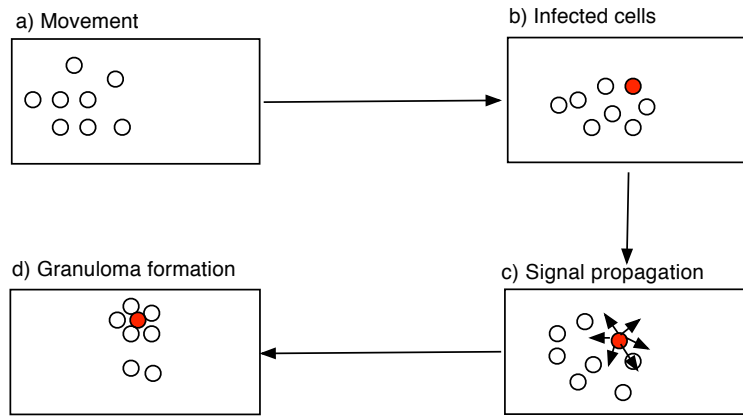 a) Movement
b) Infected cells
d) Granuloma formation
c) Signal propagation